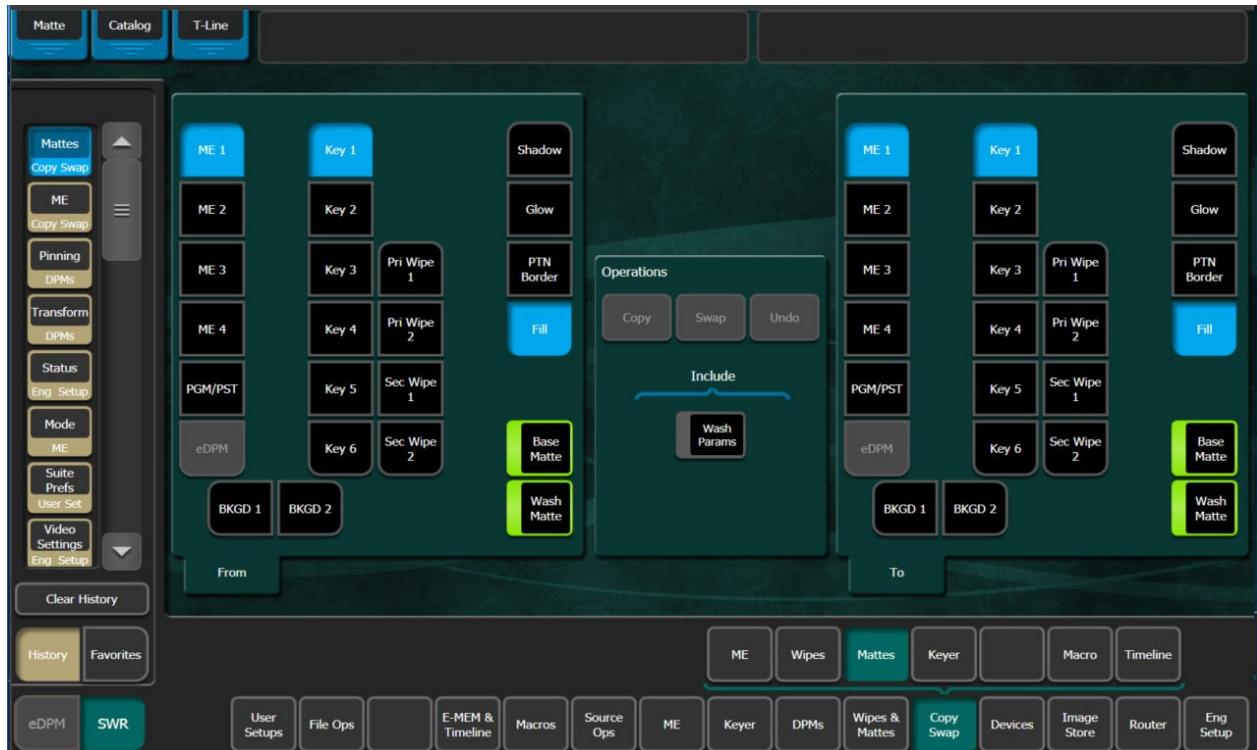 Matte
Catalog
T-Line
Mattes
Copy Swap
ME
Copy Swap
Pinning
DPMs
Transform
DPMs
Status
Eng Setup
Mode
ME
Suite
Prefs
User Set
Video
Settings
Eng Setup
Clear History
History
Favorites
ME 1
ME 2
ME 3
ME 4
PGM/PST
eDPM
Key 1
Key 2
Key 3
Key 4
Key 5
Key 6
Pri Wipe
1
Pri Wipe
2
Sec Wipe
1
Sec Wipe
2
BKGD 1
BKGD 2
Shadow
Glow
PTN
Border
Fill
Base
Matte
Wash
Matte
From
Operations
Copy
Swap
Undo
Include
Wash
Params
ME 1
ME 2
ME 3
ME 4
PGM/PST
eDPM
Key 1
Key 2
Key 3
Key 4
Key 5
Key 6
Pri Wipe
1
Pri Wipe
2
Sec Wipe
1
Sec Wipe
2
BKGD 1
BKGD 2
Shadow
Glow
PTN
Border
Fill
Base
Matte
Wash
Matte
To
ME
Wipes
Mattes
Keyer
Macro
Timeline
eDPM
SWR
User
Setups
File Ops
E-MEM &
Timeline
Macros
Source
Ops
ME
Keyer
DPMs
Wipes &
Mattes
Copy
Swap
Devices
Image
Store
Router
Eng
Setup